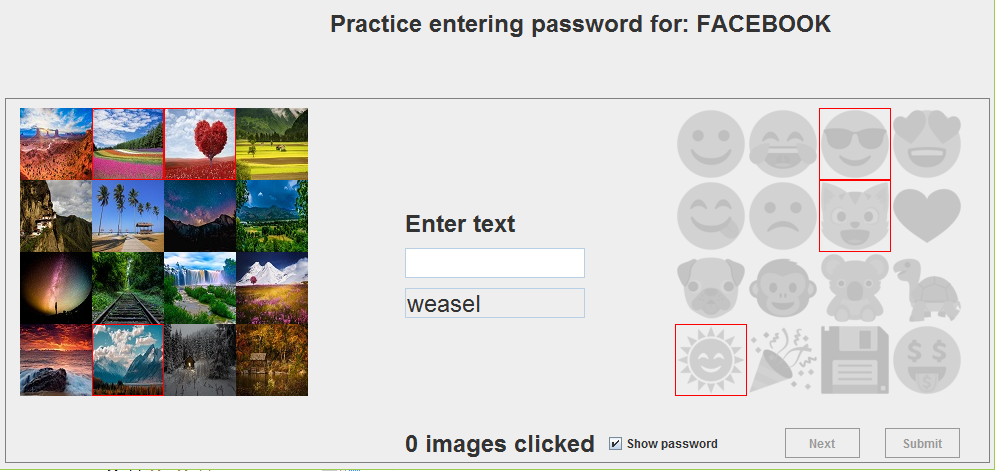 Practice entering password for: FACEBOOK
Enter text
weasel
0 images clicked
Show password
Next
Submit